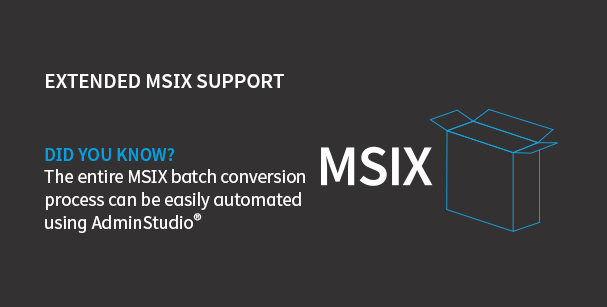 EXTENDED MSIX SUPPORT
DID YOU KNOW?
The entire MSIX batch conversion
process can be easily automated
using AdminStudio®
MSIX